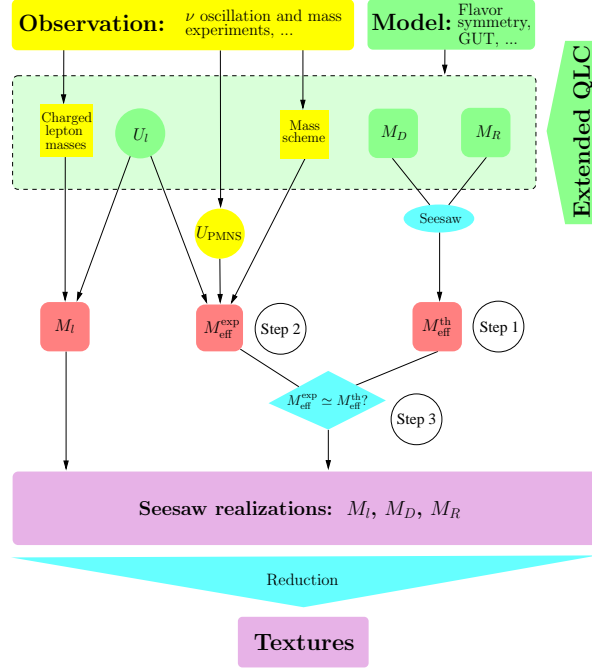 Observation: ν oscillation and mass
experiments, ...
Model: Flavor
symmetry,
GUT, ...
Extended QLC
Charged
lepton
masses
U_l
Mass
scheme
M_D
M_R
Seesaw
U_PMNS
M_l
M_eff^exp
Step 2
M_eff^th
Step 1
M_eff^exp ≃ M_eff^th?
Step 3
Seesaw realizations: M_l, M_D, M_R
Reduction
Textures